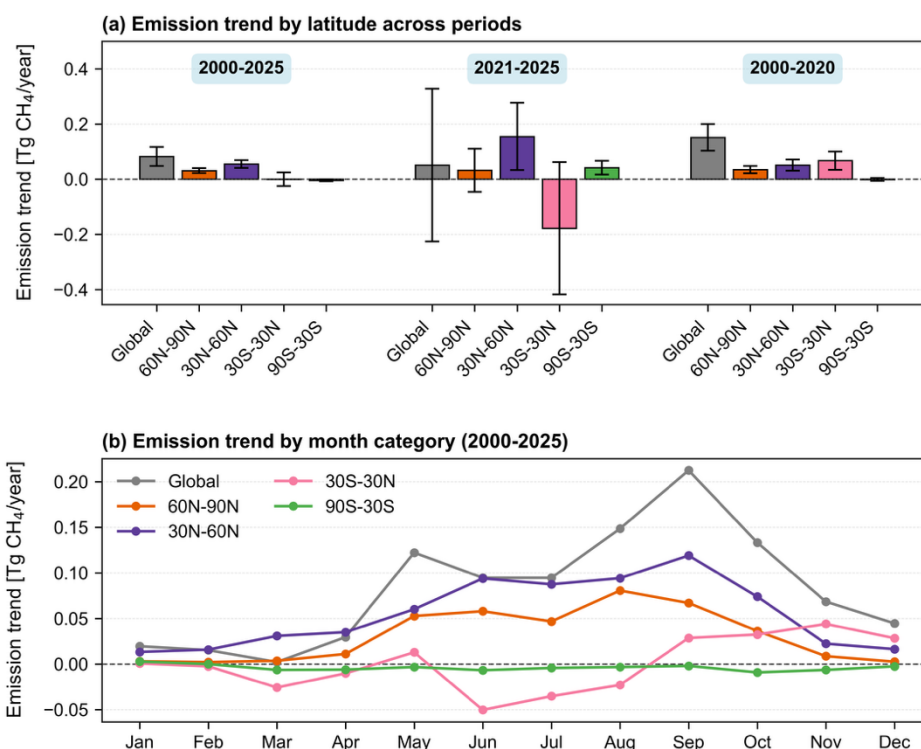 (a) Emission trend by latitude across periods
Emission trend [Tg CH₄/year]
0.4
0.2
0.0
−0.2
−0.4
2000-2025
2021-2025
2000-2020
Global
60N-90N
30N-60N
30S-30N
90S-30S
Global
60N-90N
30N-60N
30S-30N
90S-30S
Global
60N-90N
30N-60N
30S-30N
90S-30S
(b) Emission trend by month category (2000-2025)
Emission trend [Tg CH₄/year]
0.20
0.15
0.10
0.05
0.00
−0.05
Global
60N-90N
30N-60N
30S-30N
90S-30S
Jan Feb Mar Apr May Jun Jul Aug Sep Oct Nov Dec